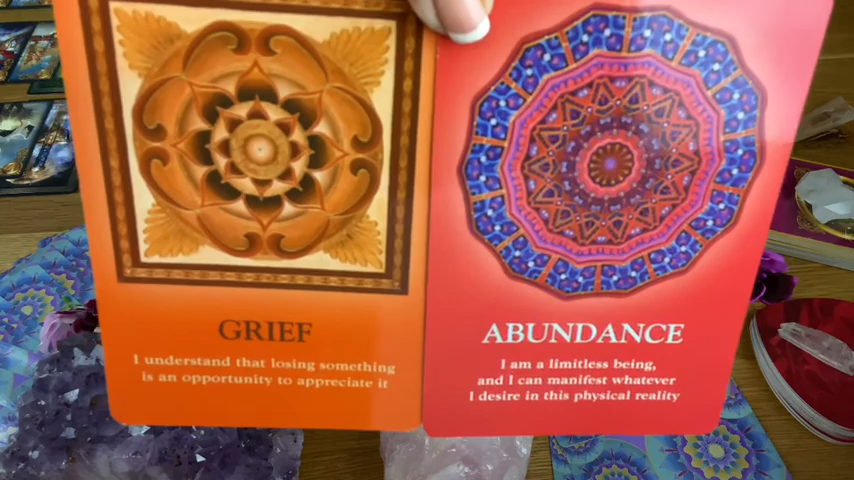 GRIEF
I understand that losing something
is an opportunity to appreciate it
ABUNDANCE
I am a limitless being,
and I can manifest whatever
I desire in this physical reality